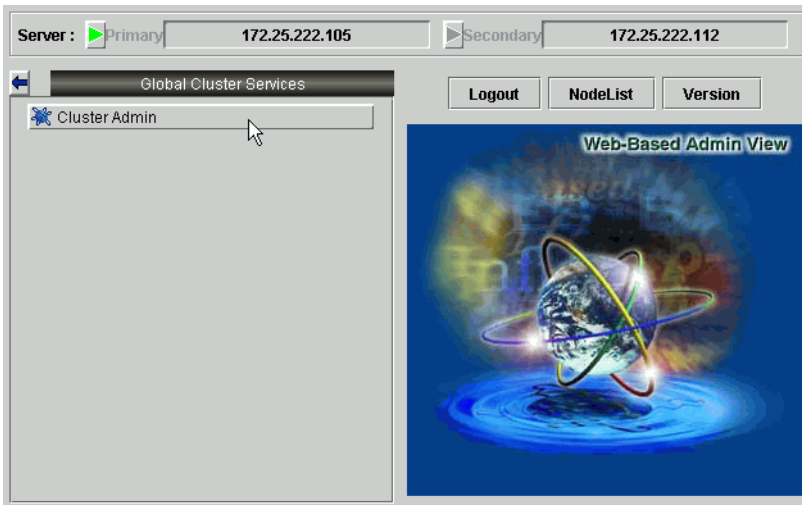 Server : Primary 172.25.222.105 Secondary 172.25.222.112
Global Cluster Services
Logout NodeList Version
Cluster Admin
Web-Based Admin View